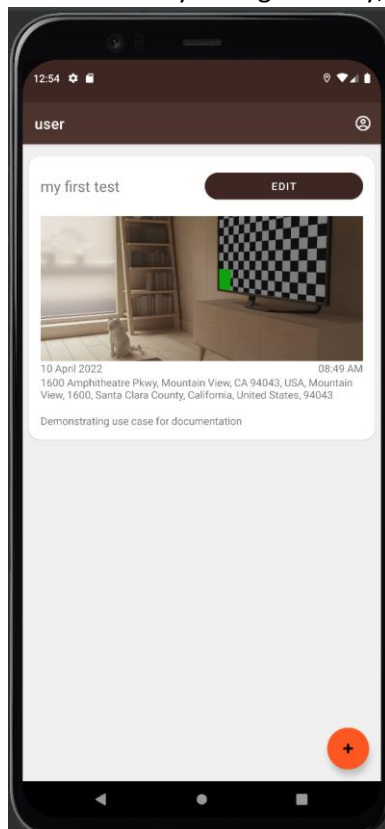 12:54
user
my first test
EDIT
10 April 2022 08:49 AM
1600 Amphitheatre Pkwy, Mountain View, CA 94043, USA, Mountain
View, 1600, Santa Clara County, California, United States, 94043
Demonstrating use case for documentation
+